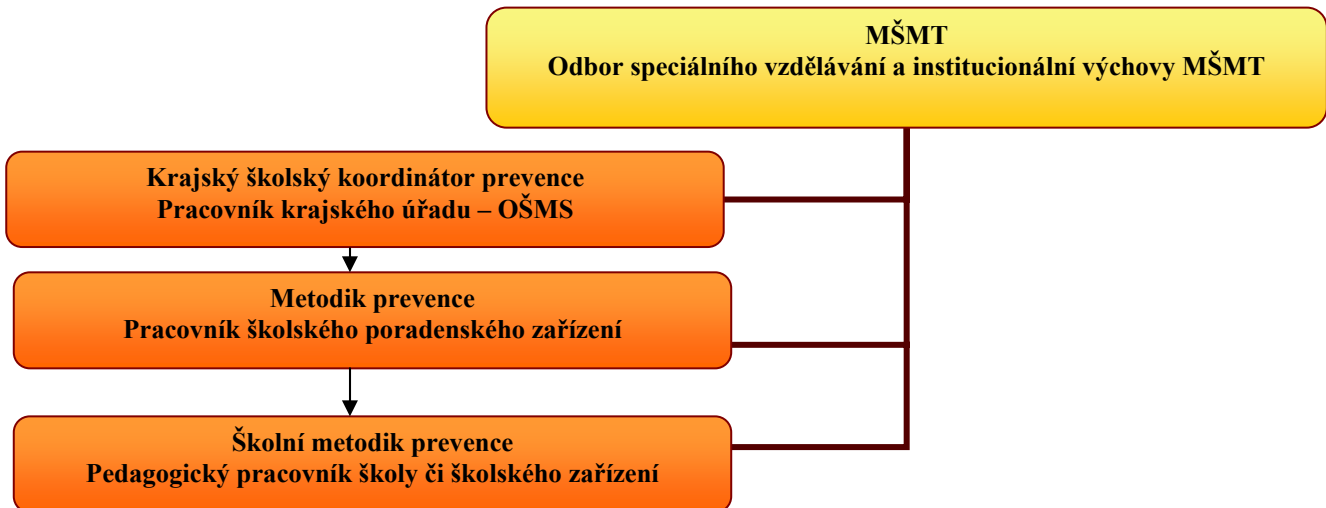 MŠMT
Odbor speciálního vzdělávání a institucionální výchovy MŠMT
Krajský školský koordinátor prevence
Pracovník krajského úřadu – OŠMS
Metodik prevence
Pracovník školského poradenského zařízení
Školní metodik prevence
Pedagogický pracovník školy či školského zařízení